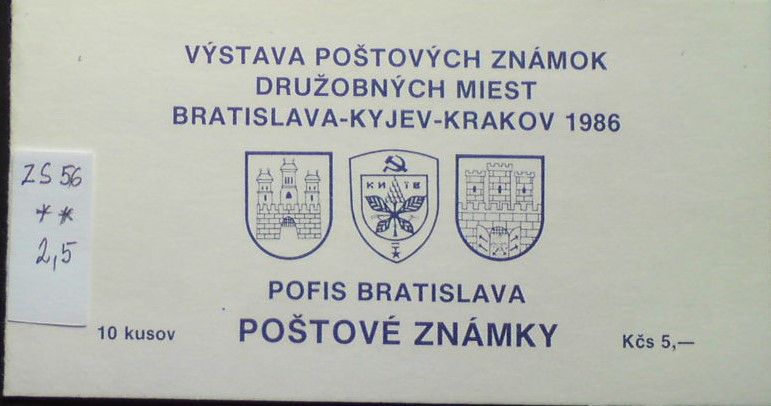 VÝSTAVA POŠTOVÝCH ZNÁMOK
DRUŽOBNÝCH MIEST
BRATISLAVA-KYJEV-KRAKOV 1986
ZS 56
**
2,5
КИЇВ
POFIS BRATISLAVA
10 kusov
POŠTOVÉ ZNÁMKY
Kčs 5,—